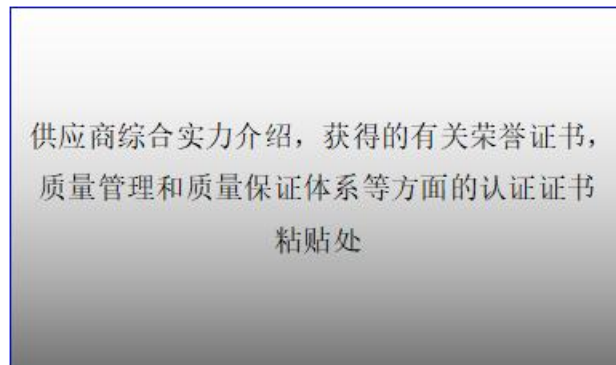 供应商综合实力介绍，获得的有关荣誉证书，
质量管理和质量保证体系等方面的认证证书
粘贴处